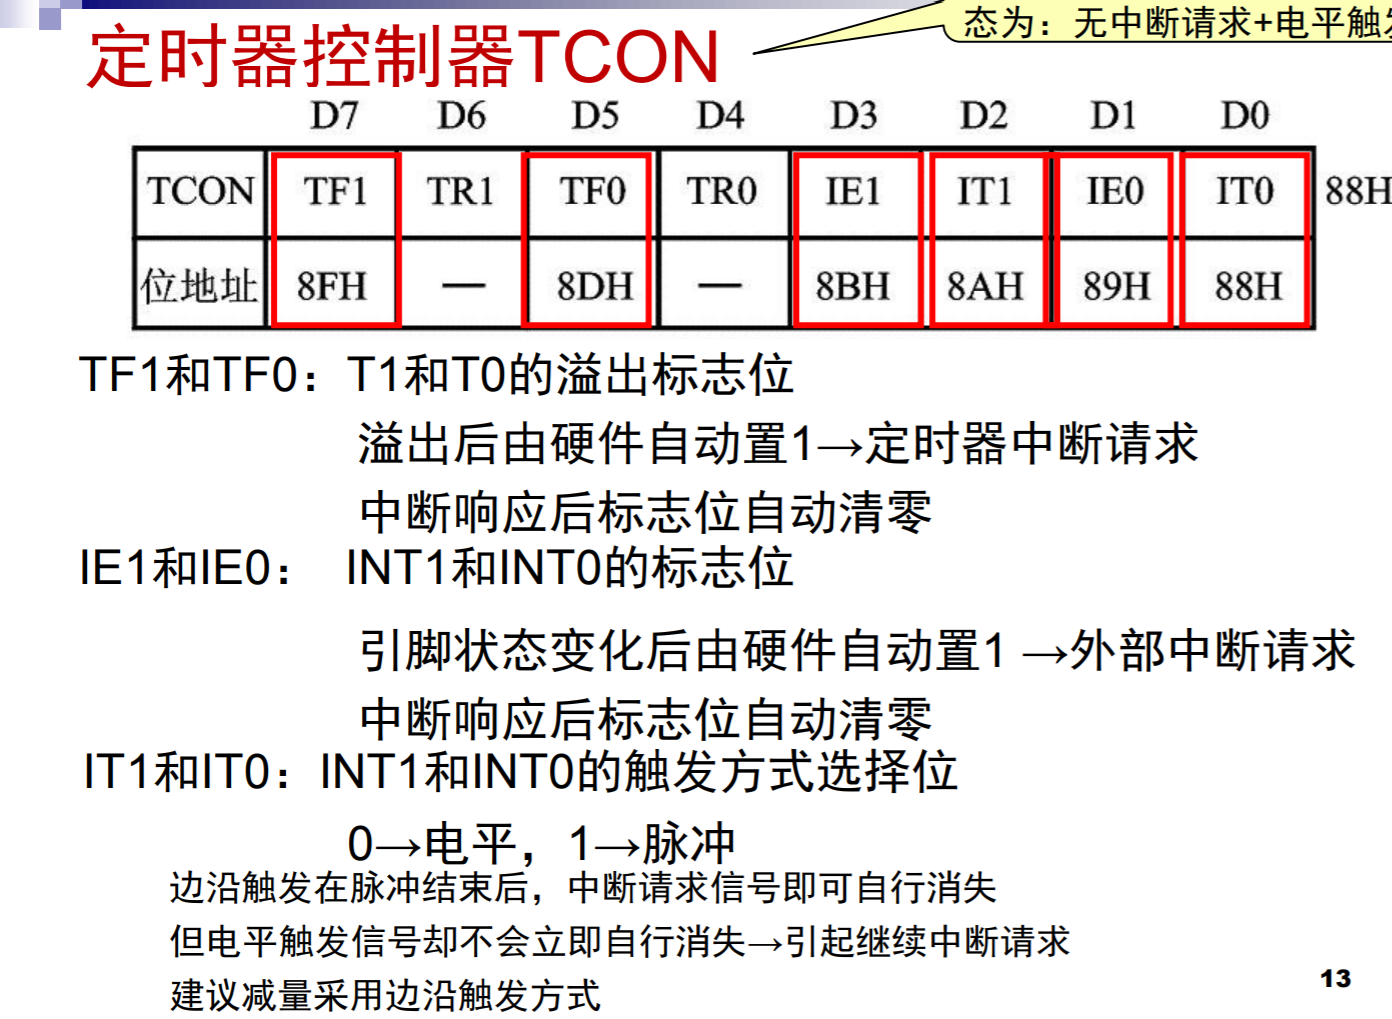 态为：无中断请求+电平触
定时器控制器TCON
D7 D6 D5 D4 D3 D2 D1 D0
TCON TF1 TR1 TF0 TR0 IE1 IT1 IE0 IT0 88H
位地址 8FH — 8DH — 8BH 8AH 89H 88H
TF1和TF0：T1和T0的溢出标志位
溢出后由硬件自动置1→定时器中断请求
中断响应后标志位自动清零
IE1和IE0： INT1和INT0的标志位
引脚状态变化后由硬件自动置1 →外部中断请求
中断响应后标志位自动清零
IT1和IT0：INT1和INT0的触发方式选择位
0→电平，1→脉冲
边沿触发在脉冲结束后，中断请求信号即可自行消失
但电平触发信号却不会立即自行消失→引起继续中断请求
建议减量采用边沿触发方式
13